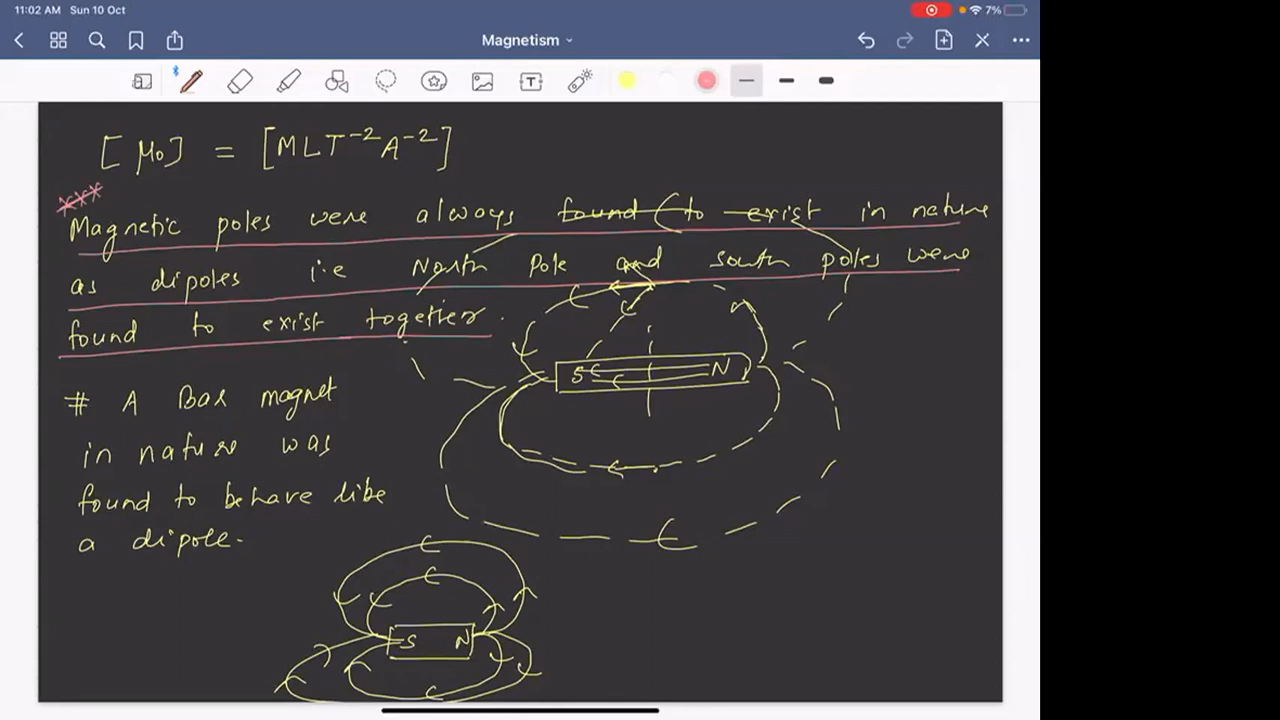 11:02 AM Sun 10 Oct
7%
Magnetism
[μ₀] = [MLT⁻²A⁻²]
Magnetic poles were always found to exist in nature
as dipoles i.e North Pole and south poles were
found to exist together.
# A Bar magnet
in nature was
found to behave like
a dipole.
S N
S N